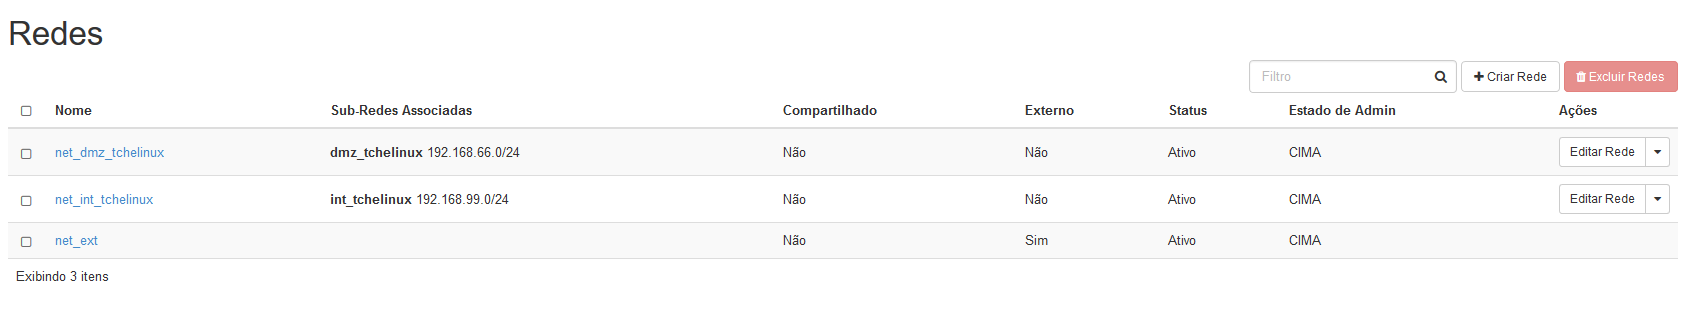 Redes
Filtro Criar Rede Excluir Redes
Nome Sub-Redes Associadas Compartilhado Externo Status Estado de Admin Ações
net_dmz_tchelinux dmz_tchelinux 192.168.66.0/24 Não Não Ativo CIMA Editar Rede
net_int_tchelinux int_tchelinux 192.168.99.0/24 Não Não Ativo CIMA Editar Rede
net_ext Não Sim Ativo CIMA
Exibindo 3 itens